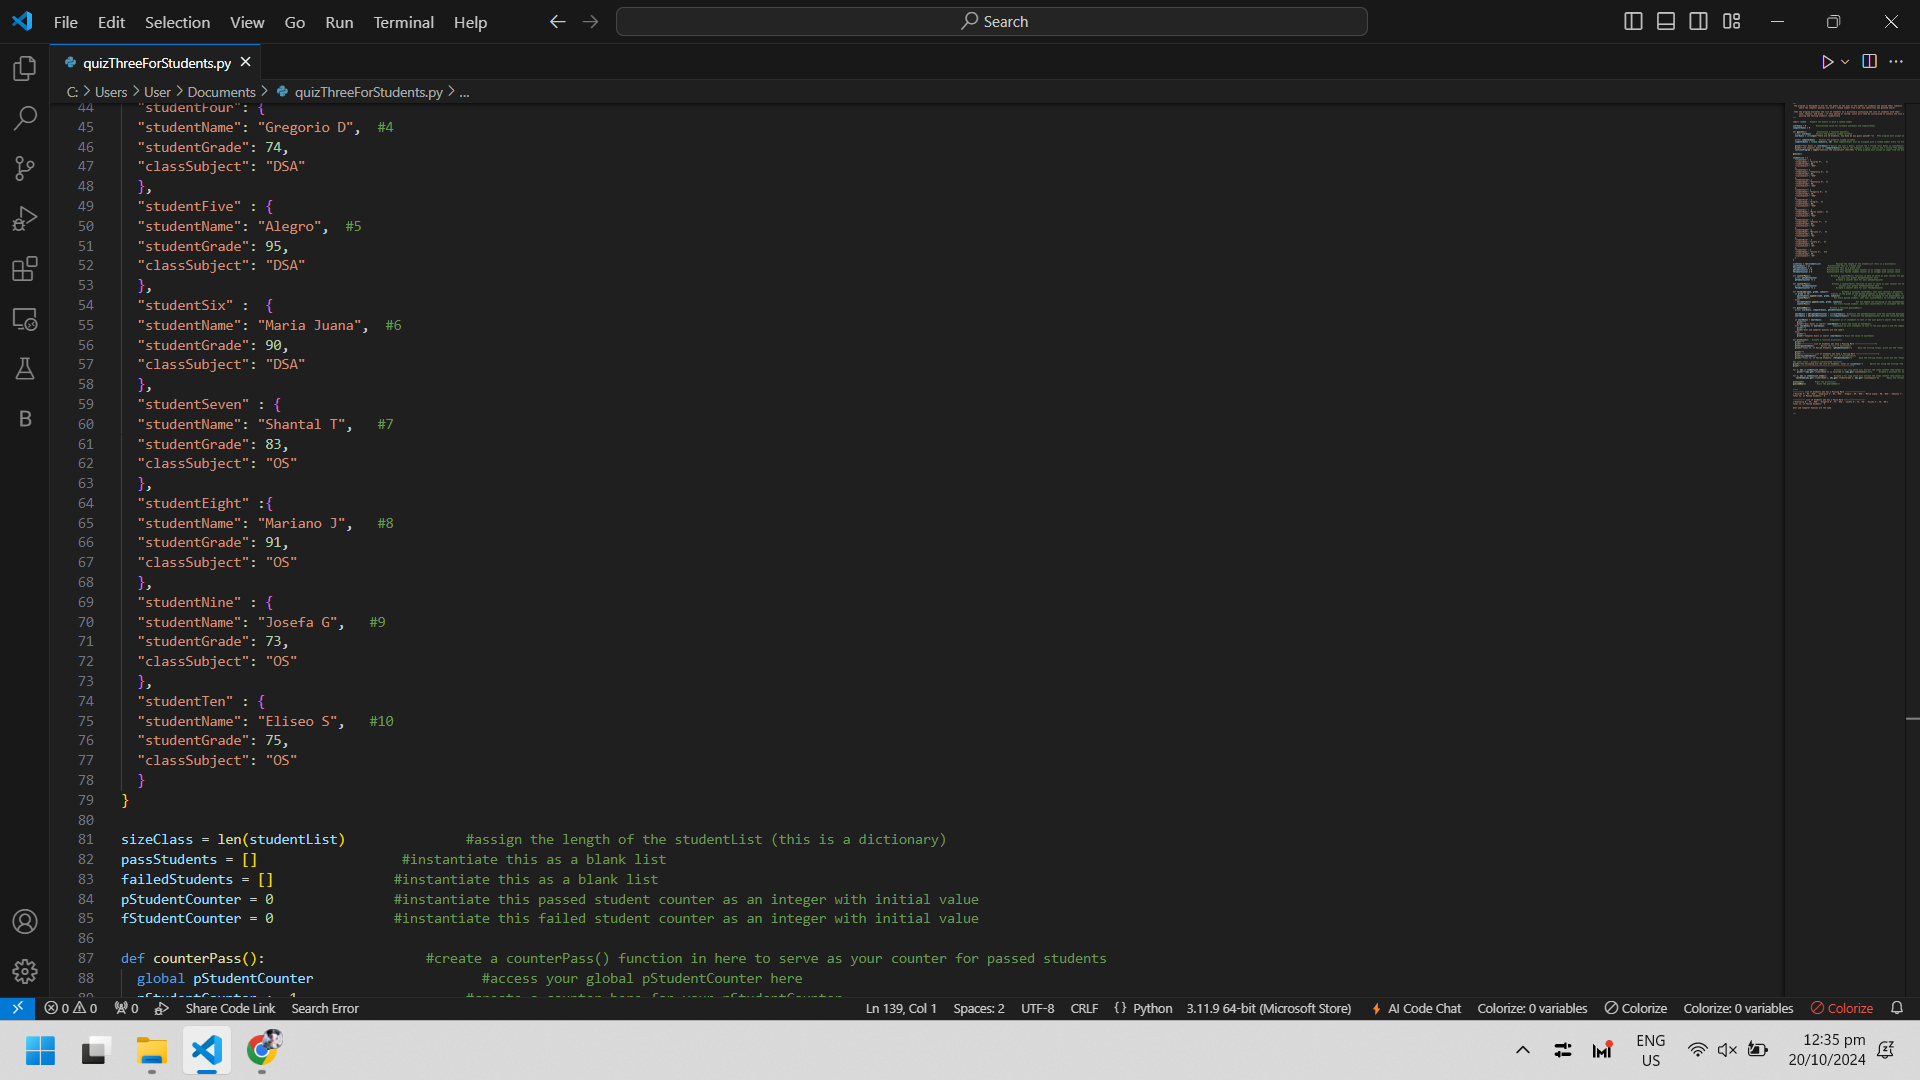 File Edit Selection View Go Run Terminal Help Search
quizThreeForStudents.py
C: > Users > User > Documents > quizThreeForStudents.py > ...
44 "studentFour": {
45 "studentName": "Gregorio D", #4
46 "studentGrade": 74,
47 "classSubject": "DSA"
48 },
49 "studentFive" : {
50 "studentName": "Alegro", #5
51 "studentGrade": 95,
52 "classSubject": "DSA"
53 },
54 "studentSix" : {
55 "studentName": "Maria Juana", #6
56 "studentGrade": 90,
57 "classSubject": "DSA"
58 },
59 "studentSeven" : {
60 "studentName": "Shantal T", #7
61 "studentGrade": 83,
62 "classSubject": "OS"
63 },
64 "studentEight" :{
65 "studentName": "Mariano J", #8
66 "studentGrade": 91,
67 "classSubject": "OS"
68 },
69 "studentNine" : {
70 "studentName": "Josefa G", #9
71 "studentGrade": 73,
72 "classSubject": "OS"
73 },
74 "studentTen" : {
75 "studentName": "Eliseo S", #10
76 "studentGrade": 75,
77 "classSubject": "OS"
78 }
79 }
80
81 sizeClass = len(studentList) #assign the length of the studentList (this is a dictionary)
82 passStudents = [] #instantiate this as a blank list
83 failedStudents = [] #instantiate this as a blank list
84 pStudentCounter = 0 #instantiate this passed student counter as an integer with initial value
85 fStudentCounter = 0 #instantiate this failed student counter as an integer with initial value
86
87 def counterPass(): #create a counterPass() function in here to serve as your counter for passed students
88 global pStudentCounter #access your global pStudentCounter here
0 0 0 Share Code Link Search Error Ln 139, Col 1 Spaces: 2 UTF-8 CRLF {} Python 3.11.9 64-bit (Microsoft Store) AI Code Chat Colorize: 0 variables Colorize Colorize: 0 variables Colorize
ENG US 12:35 pm 20/10/2024